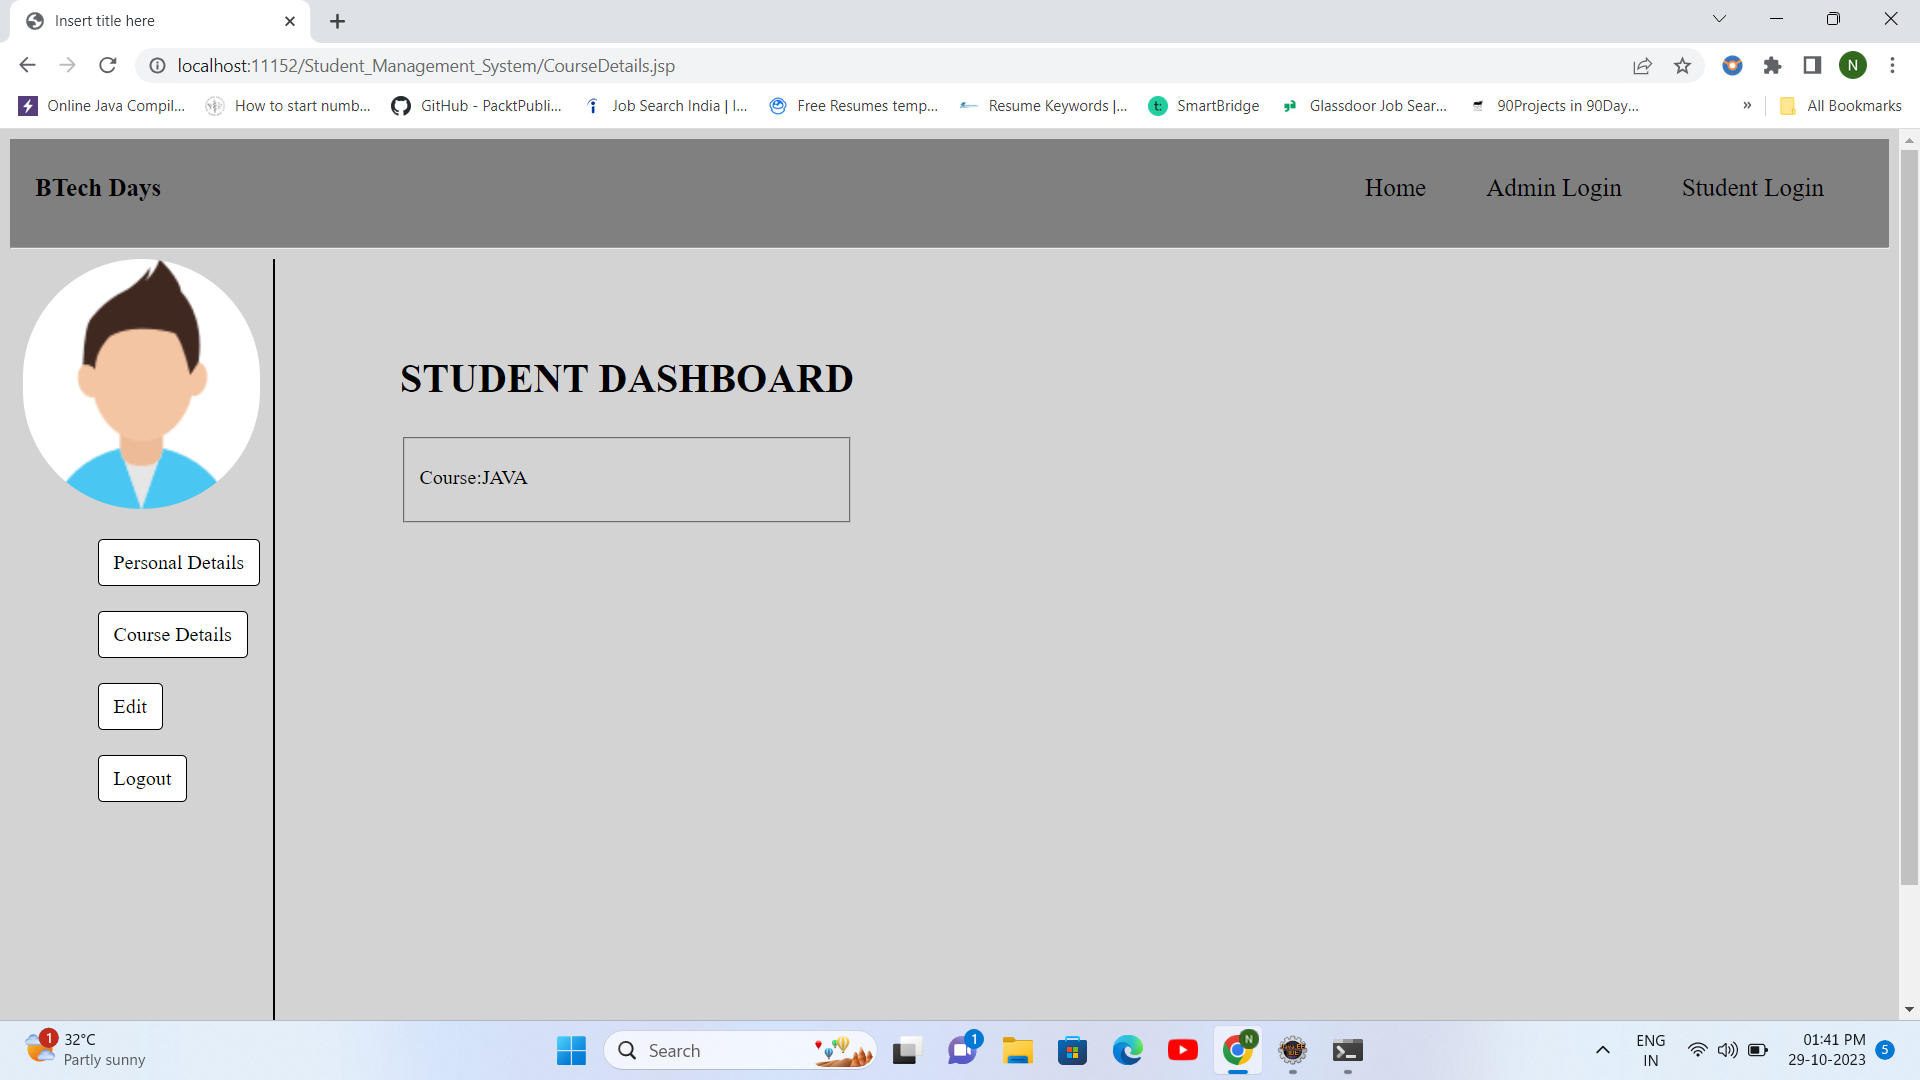 Insert title here
localhost:11152/Student_Management_System/CourseDetails.jsp
N
Online Java Compil...
How to start numb...
GitHub - PacktPubli...
Job Search India | I...
Free Resumes temp...
Resume Keywords |...
t:
SmartBridge
Glassdoor Job Sear...
90Projects in 90Day...
»
All Bookmarks
BTech Days
Home
Admin Login
Student Login
STUDENT DASHBOARD
Course:JAVA
Personal Details
Course Details
Edit
Logout
1
32°C
Partly sunny
Search
1
N
ENG
IN
01:41 PM
29-10-2023
5